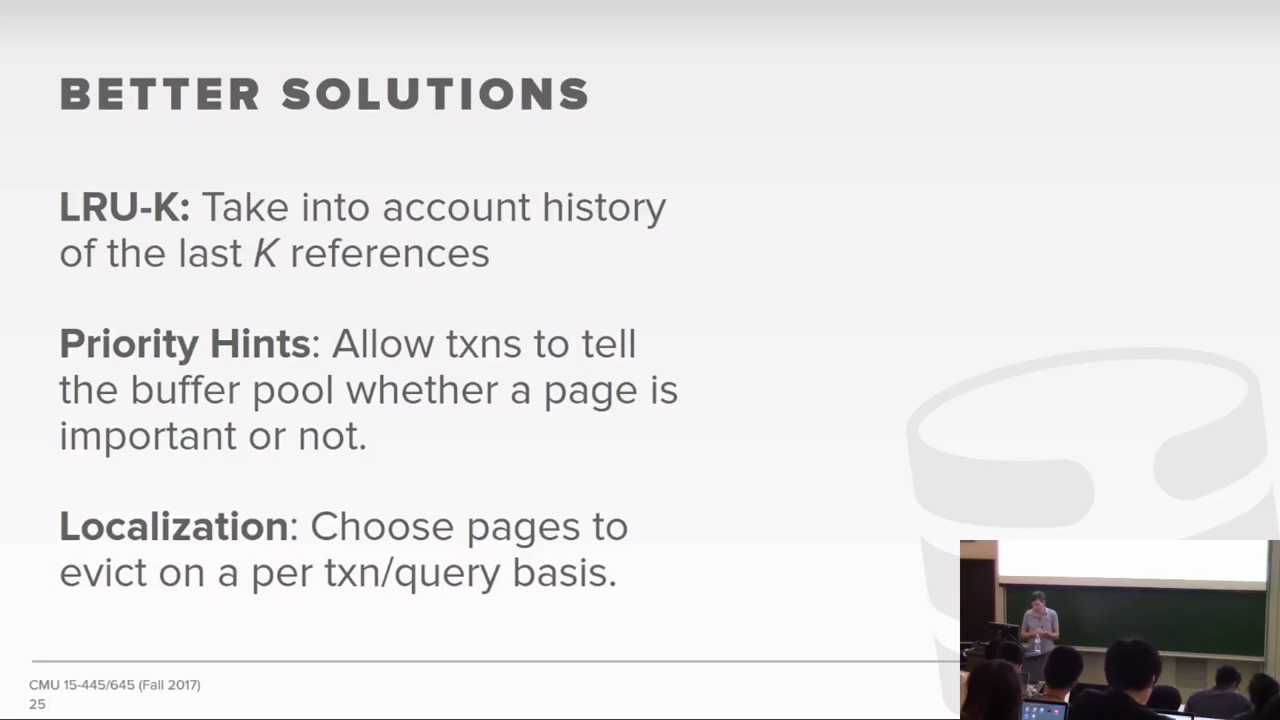 BETTER SOLUTIONS
LRU-K: Take into account history
of the last K references
Priority Hints: Allow txns to tell
the buffer pool whether a page is
important or not.
Localization: Choose pages to
evict on a per txn/query basis.
CMU 15-445/645 (Fall 2017)
25